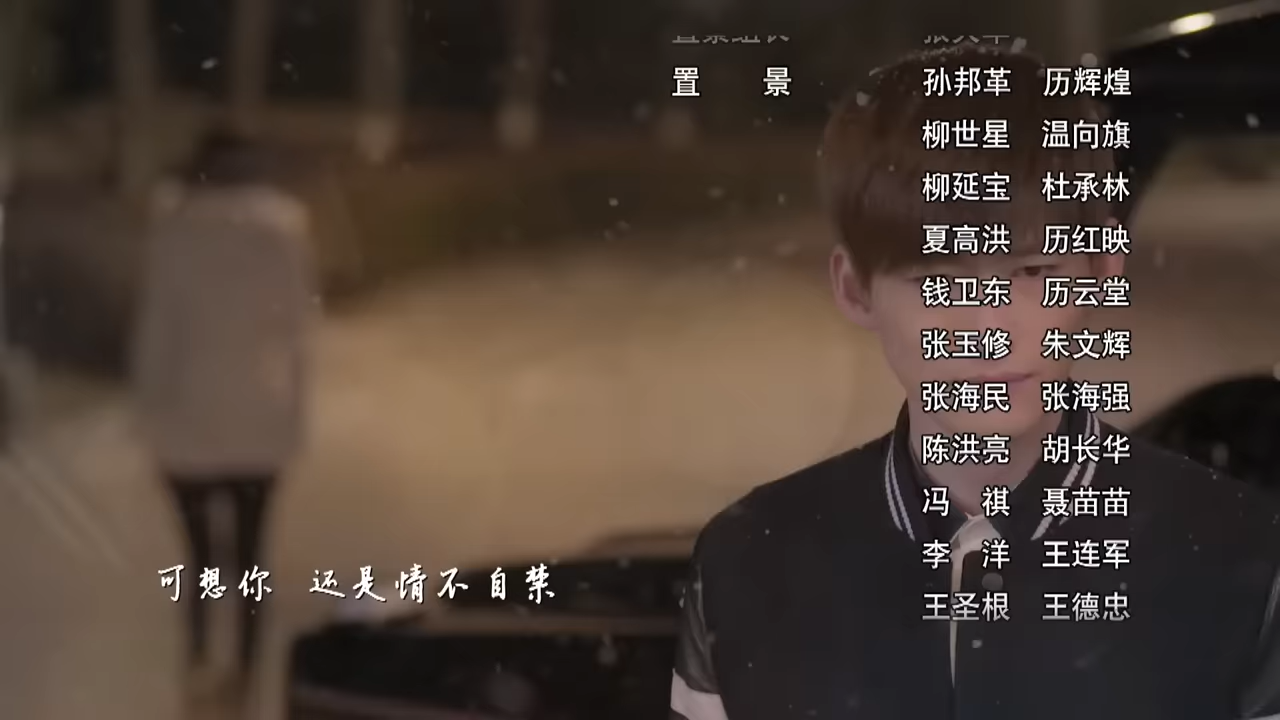 置景 孙邦革 历辉煌
柳世星 温向旗
柳延宝 杜承林
夏高洪 历红映
钱卫东 历云堂
张玉修 朱文辉
张海民 张海强
陈洪亮 胡长华
冯祺 聂苗苗
李洋 王连军
王圣根 王德忠
可想你 还是情不自禁